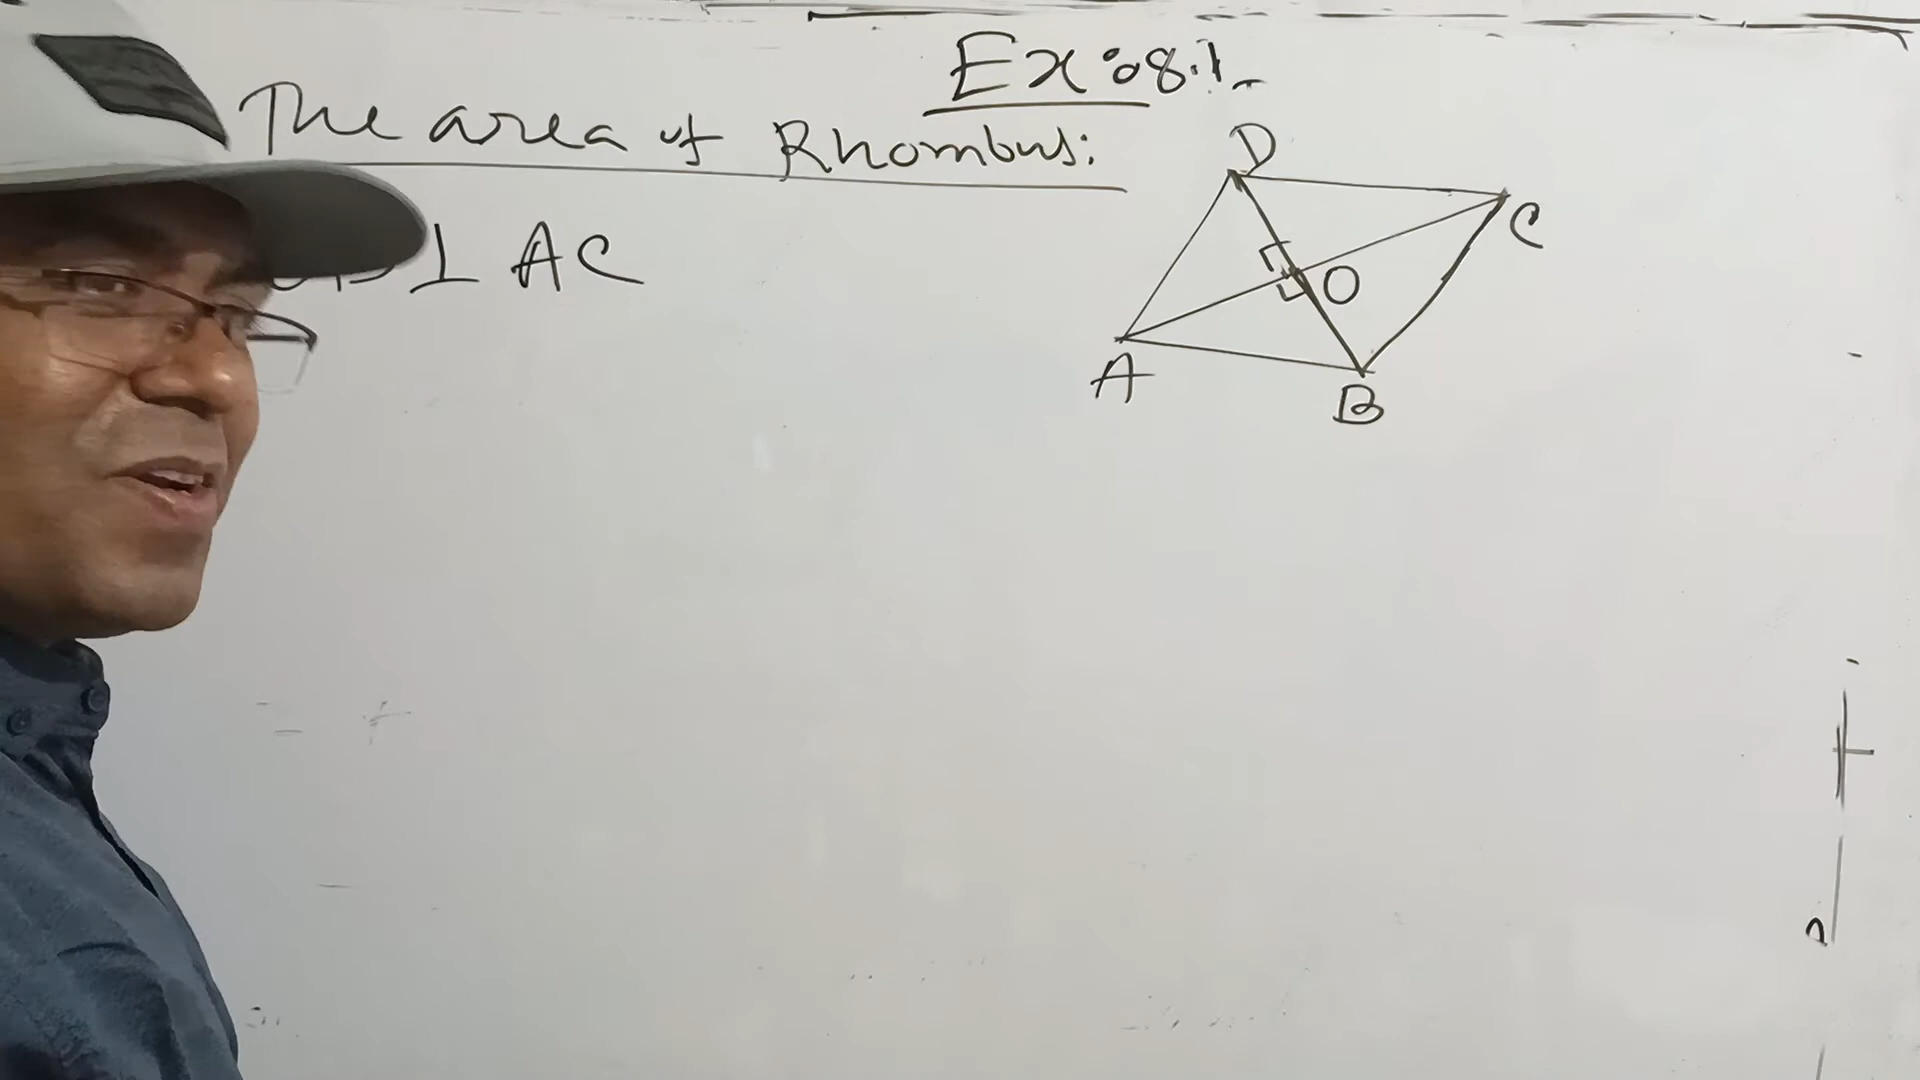 Ex: 8.1
The area of Rhombus:
D
C
⊥ AC
O
A
B